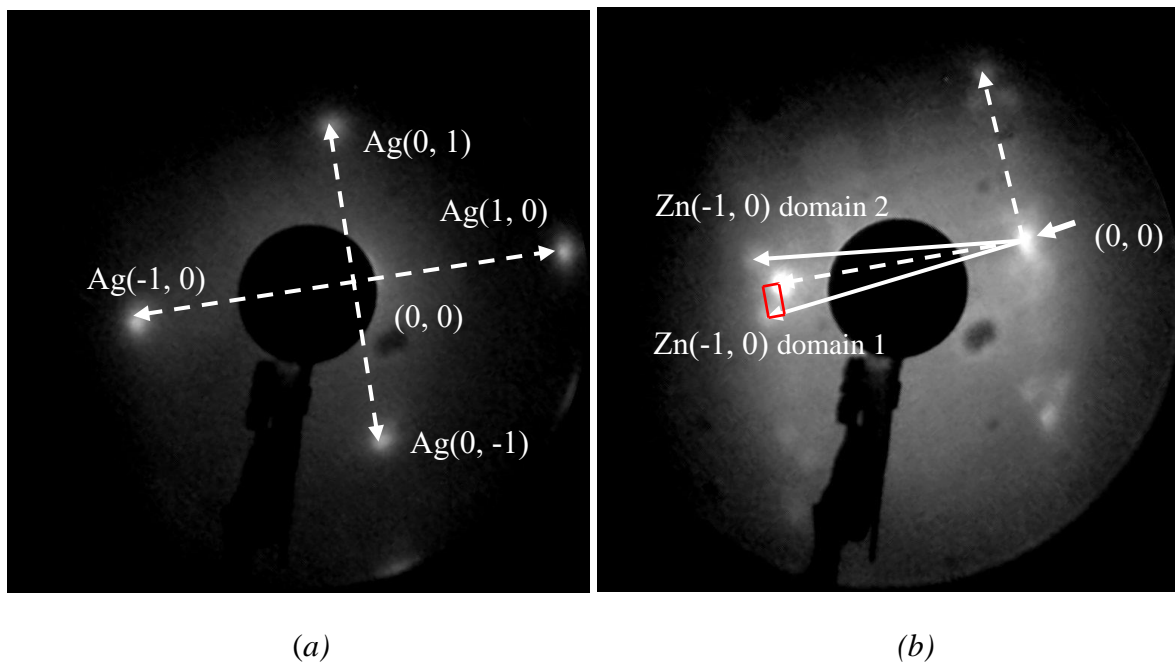 Ag(0, 1)
Ag(1, 0)
Ag(-1, 0)
(0, 0)
Ag(0, -1)
Zn(-1, 0) domain 2
(0, 0)
Zn(-1, 0) domain 1
(a)
(b)